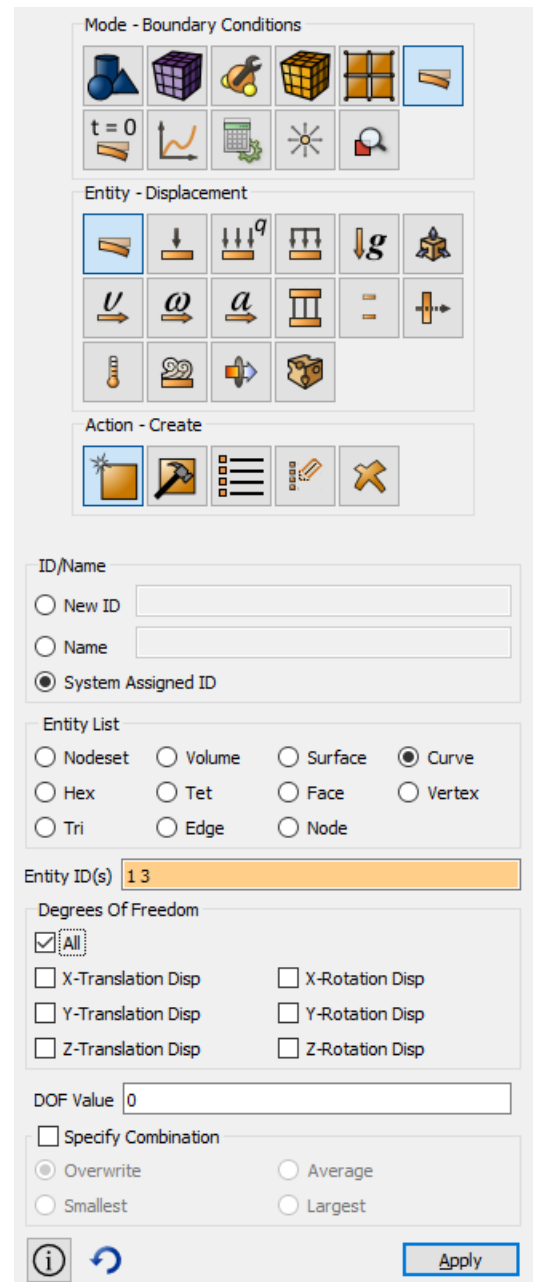 Mode - Boundary Conditions
t = 0
Entity - Displacement
q
g
υ ω a
Action - Create
ID/Name
New ID
Name
System Assigned ID
Entity List
Nodeset Volume Surface Curve
Hex Tet Face Vertex
Tri Edge Node
Entity ID(s) 1 3
Degrees Of Freedom
All
X-Translation Disp X-Rotation Disp
Y-Translation Disp Y-Rotation Disp
Z-Translation Disp Z-Rotation Disp
DOF Value 0
Specify Combination
Overwrite Average
Smallest Largest
i Apply